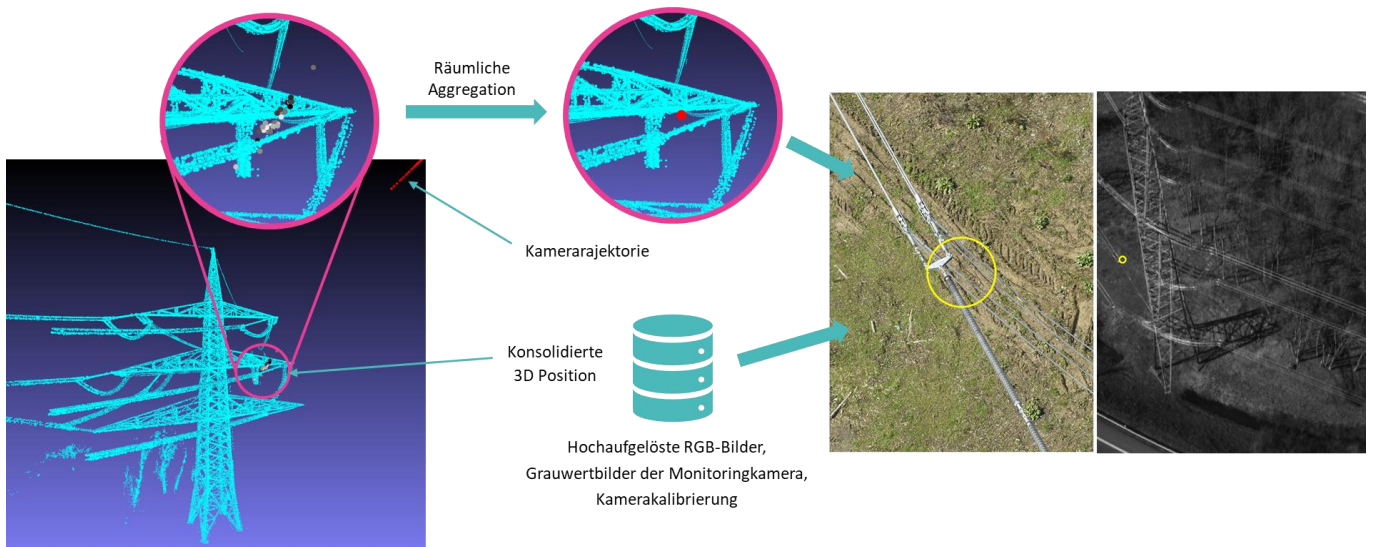 Räumliche
Aggregation
Kamerarajektorie
Konsolidierte
3D Position
Hochaufgelöste RGB-Bilder,
Grauwertbilder der Monitoringkamera,
Kamerakalibrierung